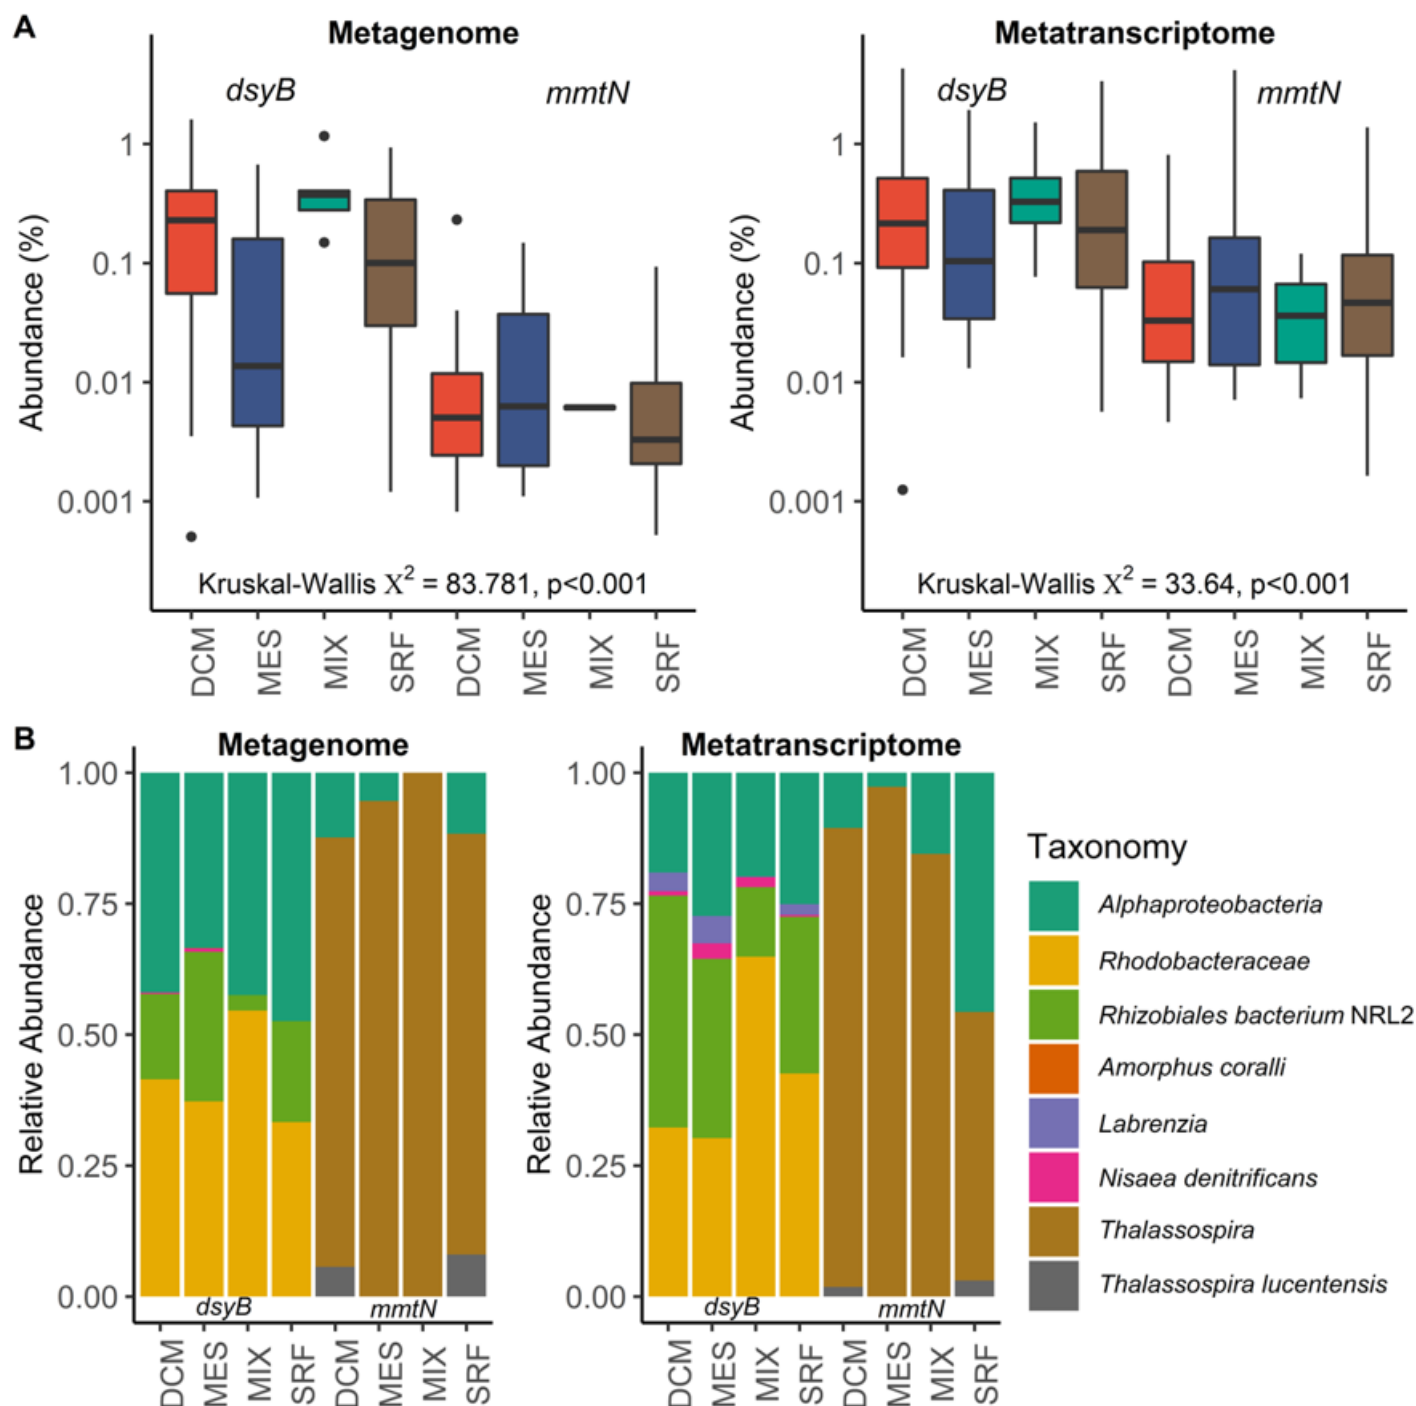 A
Metagenome
Metatranscriptome
dsyB
mmtN
dsyB
mmtN
Abundance (%)
1
0.1
0.01
0.001
Abundance (%)
1
0.1
0.01
0.001
Kruskal-Wallis X² = 83.781, p<0.001
Kruskal-Wallis X² = 33.64, p<0.001
DCM
MES
MIX
SRF
DCM
MES
MIX
SRF
DCM
MES
MIX
SRF
DCM
MES
MIX
SRF
B
Metagenome
Metatranscriptome
Relative Abundance
1.00
0.75
0.50
0.25
0.00
dsyB
mmtN
DCM
MES
MIX
SRF
DCM
MES
MIX
SRF
Relative Abundance
1.00
0.75
0.50
0.25
0.00
dsyB
mmtN
DCM
MES
MIX
SRF
DCM
MES
MIX
SRF
Taxonomy
Alphaproteobacteria
Rhodobacteraceae
Rhizobiales bacterium NRL2
Amorphus coralli
Labrenzia
Nisaea denitrificans
Thalassospira
Thalassospira lucentensis